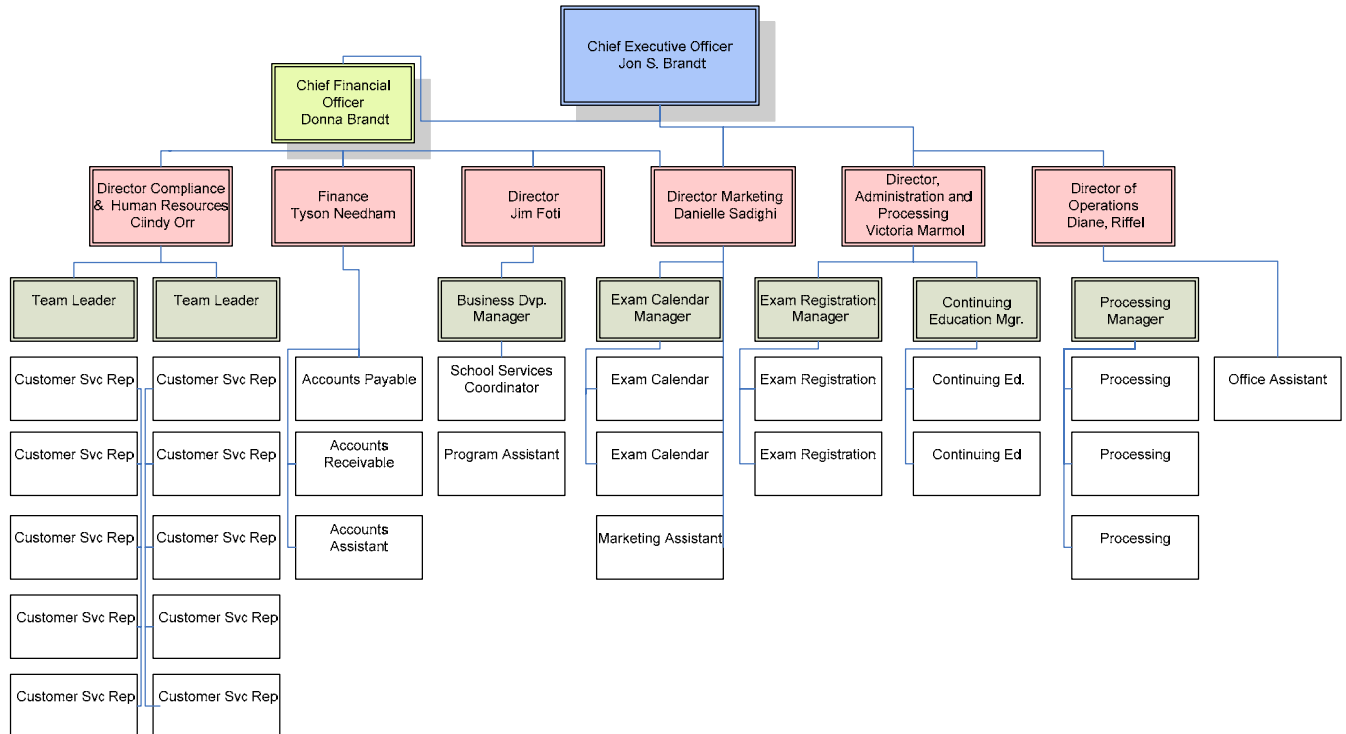 Chief Executive Officer
Jon S. Brandt
Chief Financial
Officer
Donna Brandt
Director Compliance
& Human Resources
Ciindy Orr
Finance
Tyson Needham
Director
Jim Foti
Director Marketing
Danielle Sadighi
Director,
Administration and
Processing
Victoria Marmol
Director of
Operations
Diane, Riffel
Team Leader
Team Leader
Business Dvp.
Manager
Exam Calendar
Manager
Exam Registration
Manager
Continuing
Education Mgr.
Processing
Manager
Customer Svc Rep
Customer Svc Rep
Accounts Payable
School Services
Coordinator
Exam Calendar
Exam Registration
Continuing Ed.
Processing
Office Assistant
Customer Svc Rep
Customer Svc Rep
Accounts
Receivable
Program Assistant
Exam Calendar
Exam Registration
Continuing Ed
Processing
Customer Svc Rep
Customer Svc Rep
Accounts
Assistant
Marketing Assistant
Processing
Customer Svc Rep
Customer Svc Rep
Customer Svc Rep
Customer Svc Rep